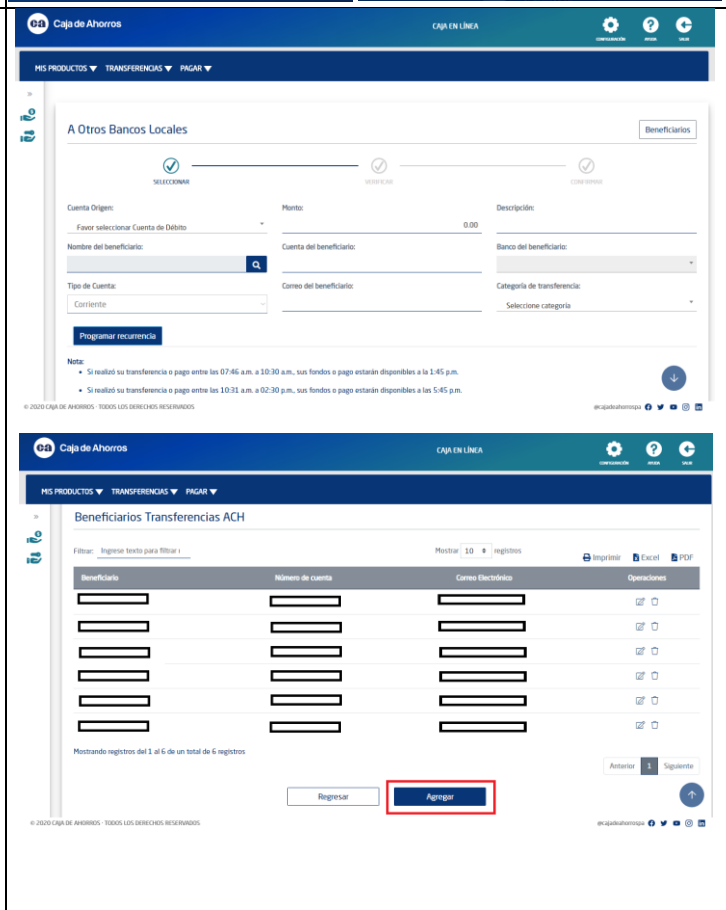 ca Caja de Ahorros
CAJA EN LÍNEA
CONFIGURACIÓN AYUDA SALIR
MIS PRODUCTOS TRANSFERENCIAS PAGAR
»
A Otros Bancos Locales
Beneficiarios
SELECCIONAR VERIFICAR CONFIRMAR
Cuenta Origen: Monto: Descripción:
Favor seleccionar Cuenta de Débito 0.00
Nombre del beneficiario: Cuenta del beneficiario: Banco del beneficiario:
Tipo de Cuenta: Correo del beneficiario: Categoría de transferencia:
Corriente Seleccione categoría
Programar recurrencia
Nota:
• Si realizó su transferencia o pago entre las 07:46 a.m. a 10:30 a.m., sus fondos o pago estarán disponibles a la 1:45 p.m.
• Si realizó su transferencia o pago entre las 10:31 a.m. a 02:30 p.m., sus fondos o pago estarán disponibles a las 5:45 p.m.
© 2020 CAJA DE AHORROS - TODOS LOS DERECHOS RESERVADOS @cajadeahorrospa
ca Caja de Ahorros
CAJA EN LÍNEA
CONFIGURACIÓN AYUDA SALIR
MIS PRODUCTOS TRANSFERENCIAS PAGAR
»
Beneficiarios Transferencias ACH
Filtrar: Ingrese texto para filtrar Mostrar 10 registros Imprimir Excel PDF
Beneficiario Número de cuenta Correo Electrónico Operaciones
Mostrando registros del 1 al 6 de un total de 6 registros
Anterior 1 Siguiente
Regresar Agregar
© 2020 CAJA DE AHORROS - TODOS LOS DERECHOS RESERVADOS @cajadeahorrospa